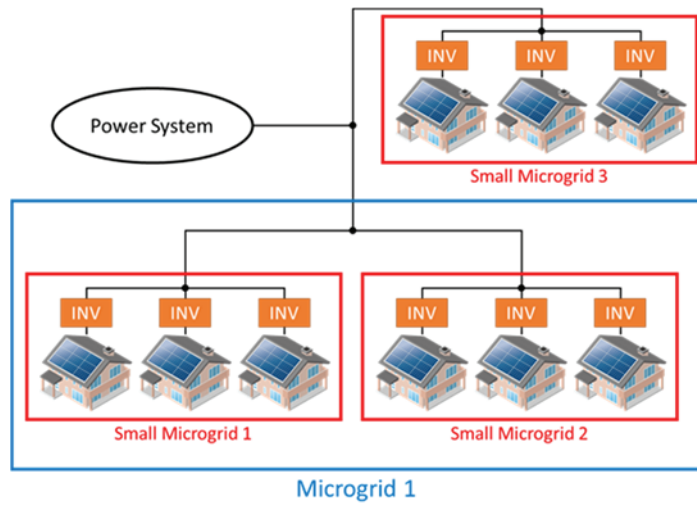 INV INV INV
Power System
Small Microgrid 3
INV INV INV INV INV INV
Small Microgrid 1 Small Microgrid 2
Microgrid 1